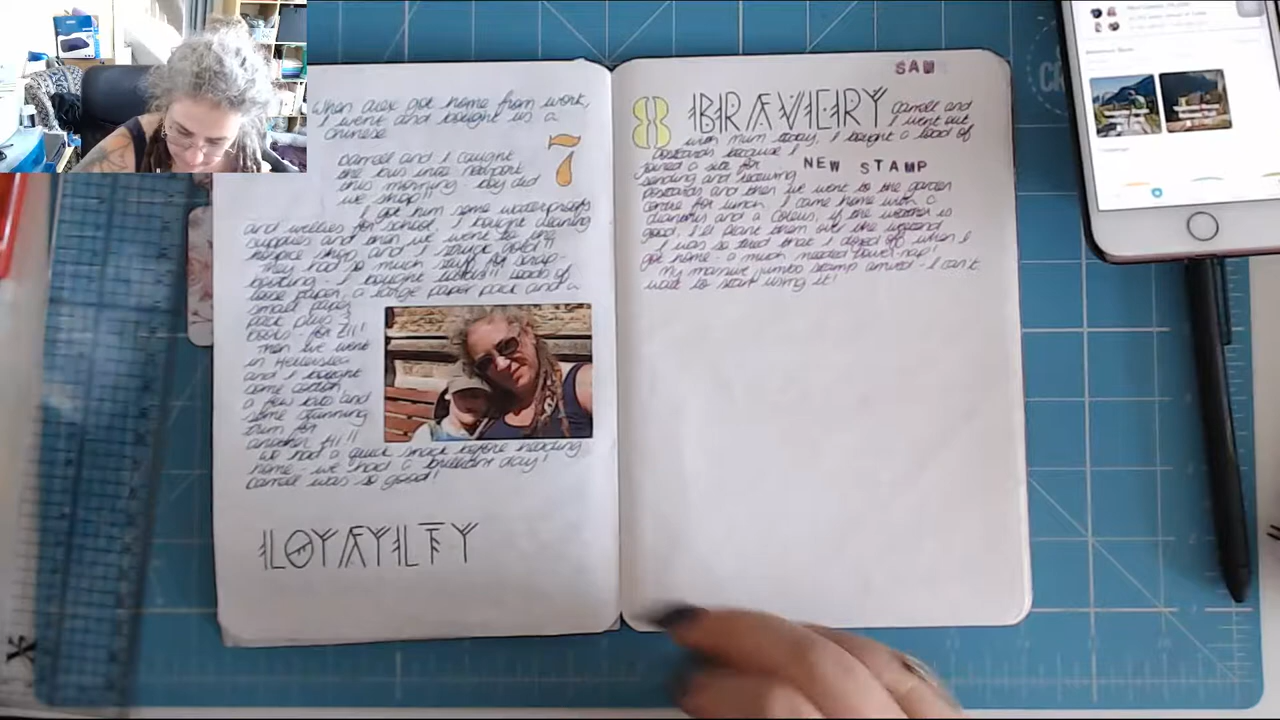 When alex got home from work,
I went and bought us a
chinese
7
Darrell and I caught
the bus into newport
this morning - boy did
we shop!!
I got him some waterproofs
and wellies for school. I bought cleaning
supplies and then we went to the
hospice shop, and I struck gold!!
They had so much stuff for scrap-
booking - I bought loads of
paper, a large paper pack and a
small paper
pack plus 3
books - for £11!
Then we went
in
and I bought
some
a few bits and
some stunning
trim for
another £11!!
we had a quick snack before heading
home - we had a brilliant day!
was so good!
LOYAYLTY
SAM
8 BRAVERY
and
I went out
with mum today, I bought a load of
postcards because I
joined a site for
NEW STAMP
sending and receiving
postcards and then we went to the garden
centre for lunch. I came home with a
dianthus and a Coleus, if the weather is
good, I'll plant them over the weekend
I was so tired that I dozed off when I
got home - a much needed power-nap!
My massive jumbo stamp arrived - I can't
wait to start using it!